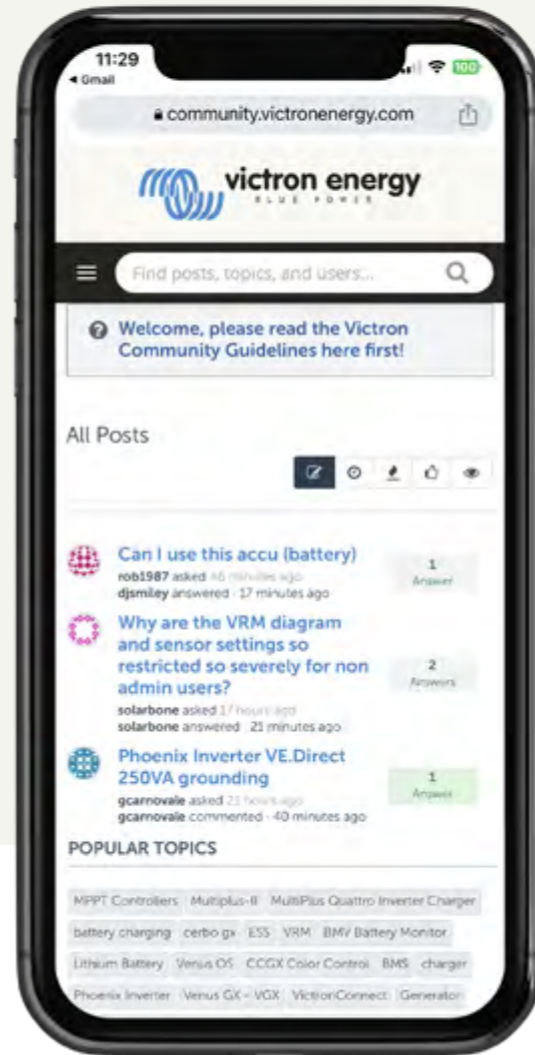 11:29
◀ Gmail
100
community.victronenergy.com
victron energy
BLUE POWER
Find posts, topics, and users...
Welcome, please read the Victron
Community Guidelines here first!
All Posts
Can I use this accu (battery)
rob1987 asked 46 minutes ago
djsmiley answered · 17 minutes ago
1
Answer
Why are the VRM diagram
and sensor settings so
restricted so severely for non
admin users?
solarbone asked 17 hours ago
solarbone answered · 21 minutes ago
2
Answers
Phoenix Inverter VE.Direct
250VA grounding
gcarnovale asked 21 hours ago
gcarnovale commented · 40 minutes ago
1
Answer
POPULAR TOPICS
MPPT Controllers Multiplus-II MultiPlus Quattro Inverter Charger
battery charging cerbo gx ESS VRM BMV Battery Monitor
Lithium Battery Venus OS CCGX Color Control BMS charger
Phoenix Inverter Venus GX - VGX VictronConnect Generator